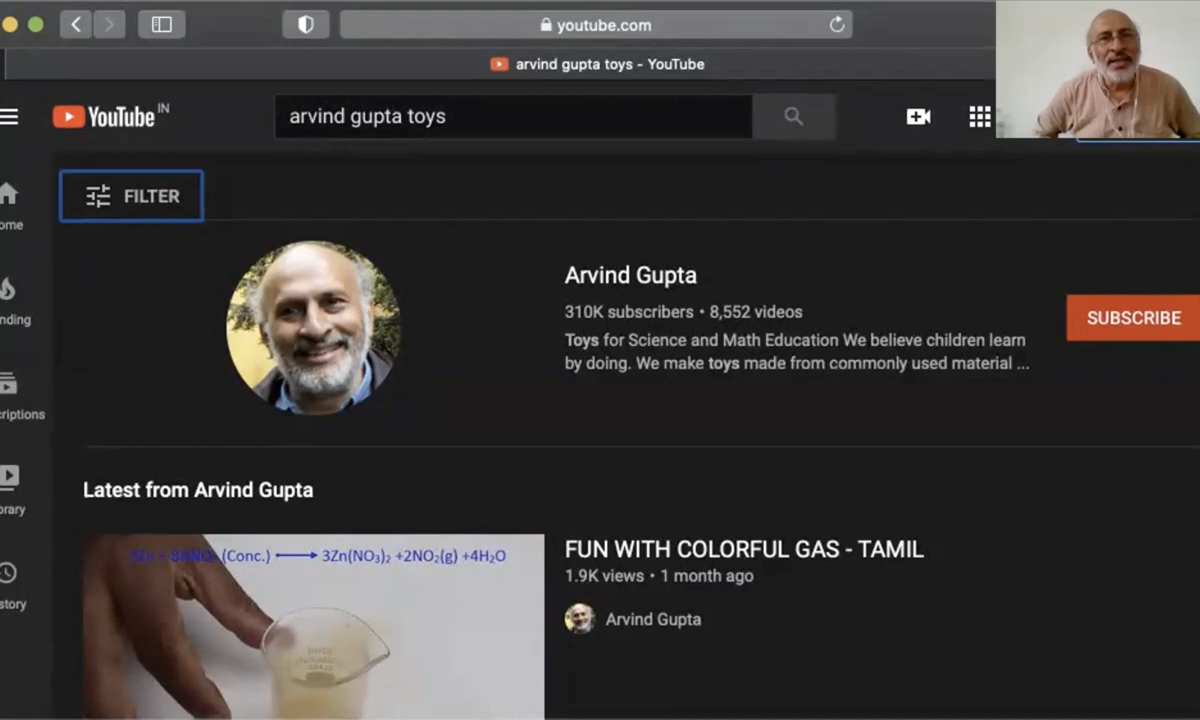 youtube.com
arvind gupta toys - YouTube
YouTube IN
arvind gupta toys
FILTER
ome
nding
criptions
brary
story
Arvind Gupta
310K subscribers • 8,552 videos
Toys for Science and Math Education We believe children learn
by doing. We make toys made from commonly used material ...
SUBSCRIBE
Latest from Arvind Gupta
(Conc.) ⟶ 3Zn(NO₃)₂ +2NO₂(g) +4H₂O
FUN WITH COLORFUL GAS - TAMIL
1.9K views • 1 month ago
Arvind Gupta